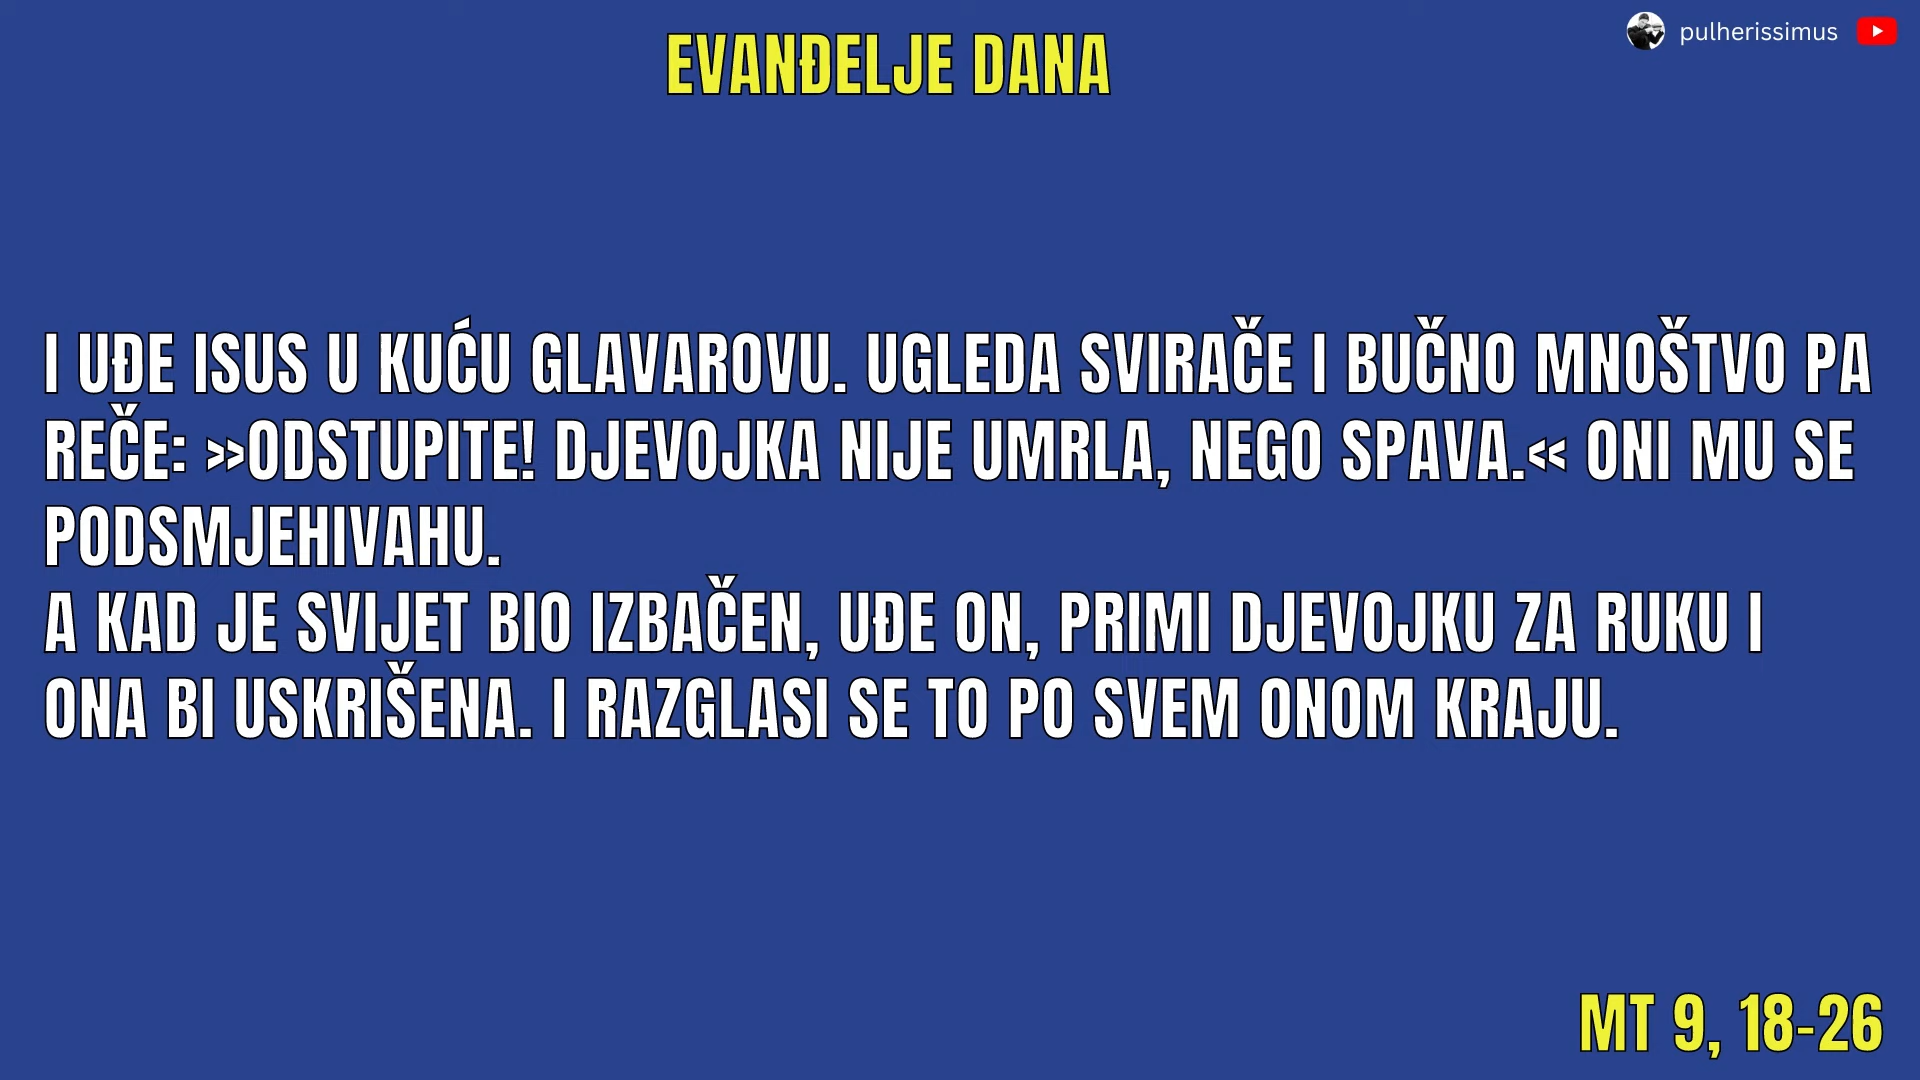 EVANĐELJE DANA
pulherissimus
I UĐE ISUS U KUĆU GLAVAROVU. UGLEDA SVIRAČE I BUČNO MNOŠTVO PA
REČE: »ODSTUPITE! DJEVOJKA NIJE UMRLA, NEGO SPAVA.« ONI MU SE
PODSMJEHIVAHU.
A KAD JE SVIJET BIO IZBAČEN, UĐE ON, PRIMI DJEVOJKU ZA RUKU I
ONA BI USKRIŠENA. I RAZGLASI SE TO PO SVEM ONOM KRAJU.
MT 9, 18-26